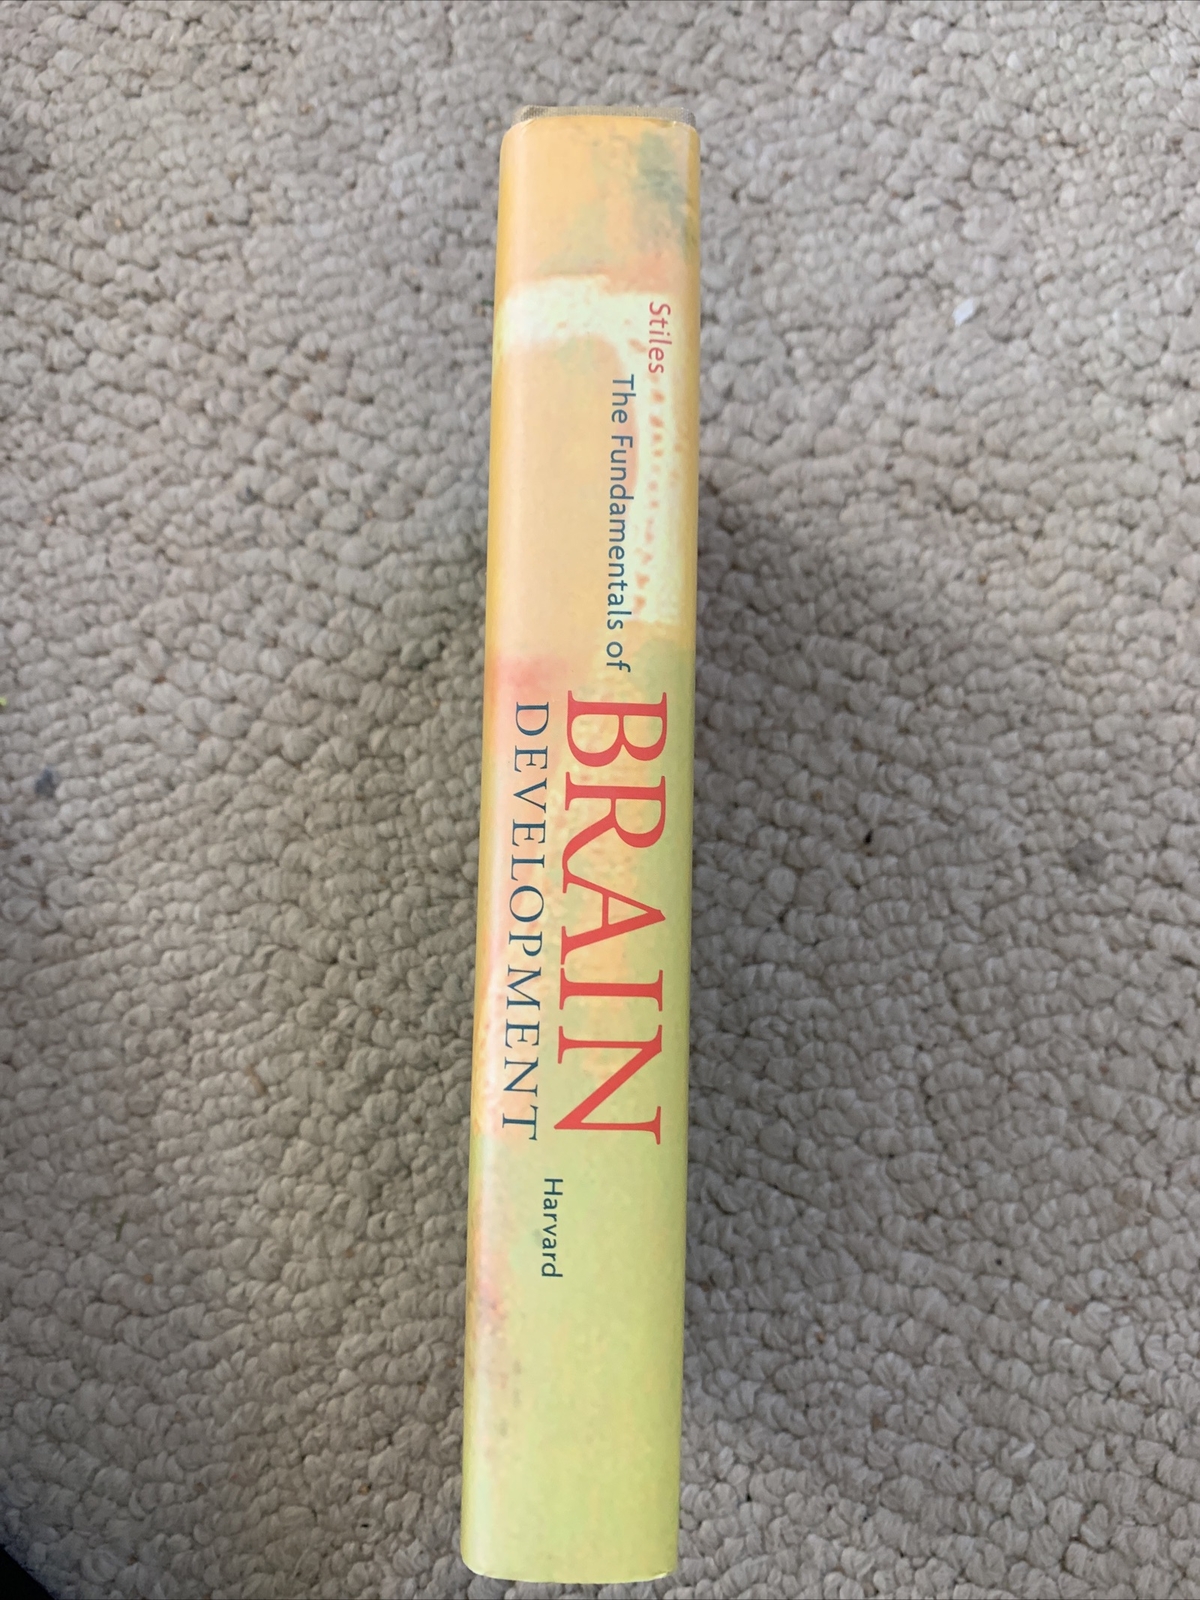 Stiles
The Fundamentals of
BRAIN
DEVELOPMENT
Harvard